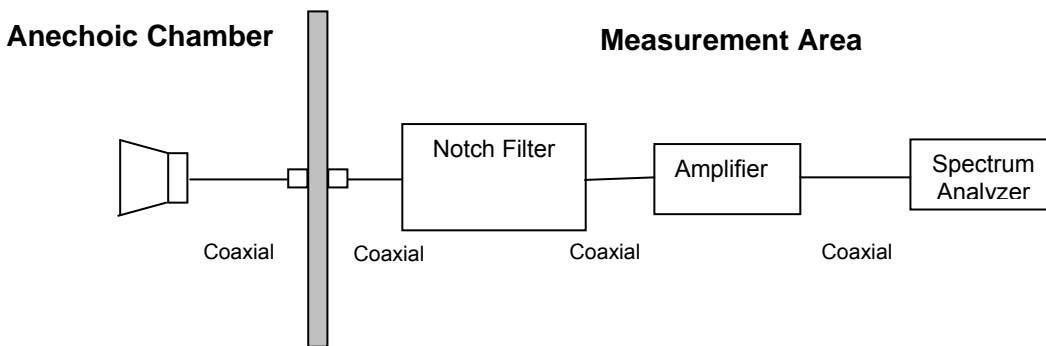 Anechoic Chamber
Measurement Area
Notch Filter
Amplifier
Spectrum
Analyzer
Coaxial
Coaxial
Coaxial
Coaxial